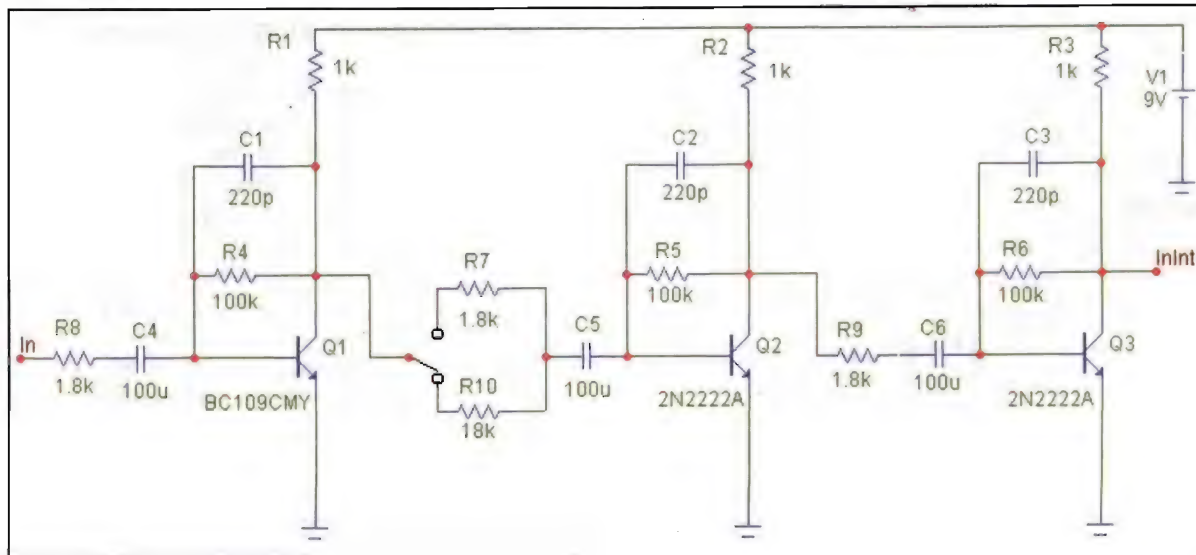 R1
1k
R2
1k
R3
1k
V1
9V
C1
220p
C2
220p
C3
220p
R4
100k
R5
100k
R6
100k
InInt
R7
1.8k
R10
18k
In
R8
1.8k
C4
100u
Q1
BC109CMY
C5
100u
Q2
2N2222A
R9
1.8k
C6
100u
Q3
2N2222A